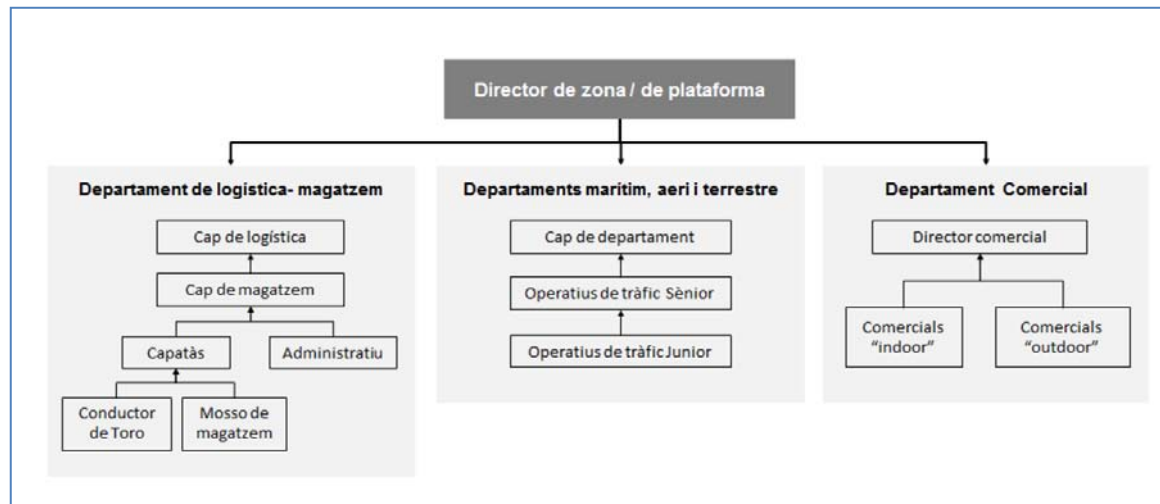 Director de zona / de plataforma
Departament de logística- magatzem
Cap de logística
Cap de magatzem
Capatàs
Administratiu
Conductor
de Toro
Mosso de
magatzem
Departaments marítim, aeri i terrestre
Cap de departament
Operatius de tràfic Sènior
Operatius de tràfic Junior
Departament Comercial
Director comercial
Comercials
“indoor”
Comercials
“outdoor”